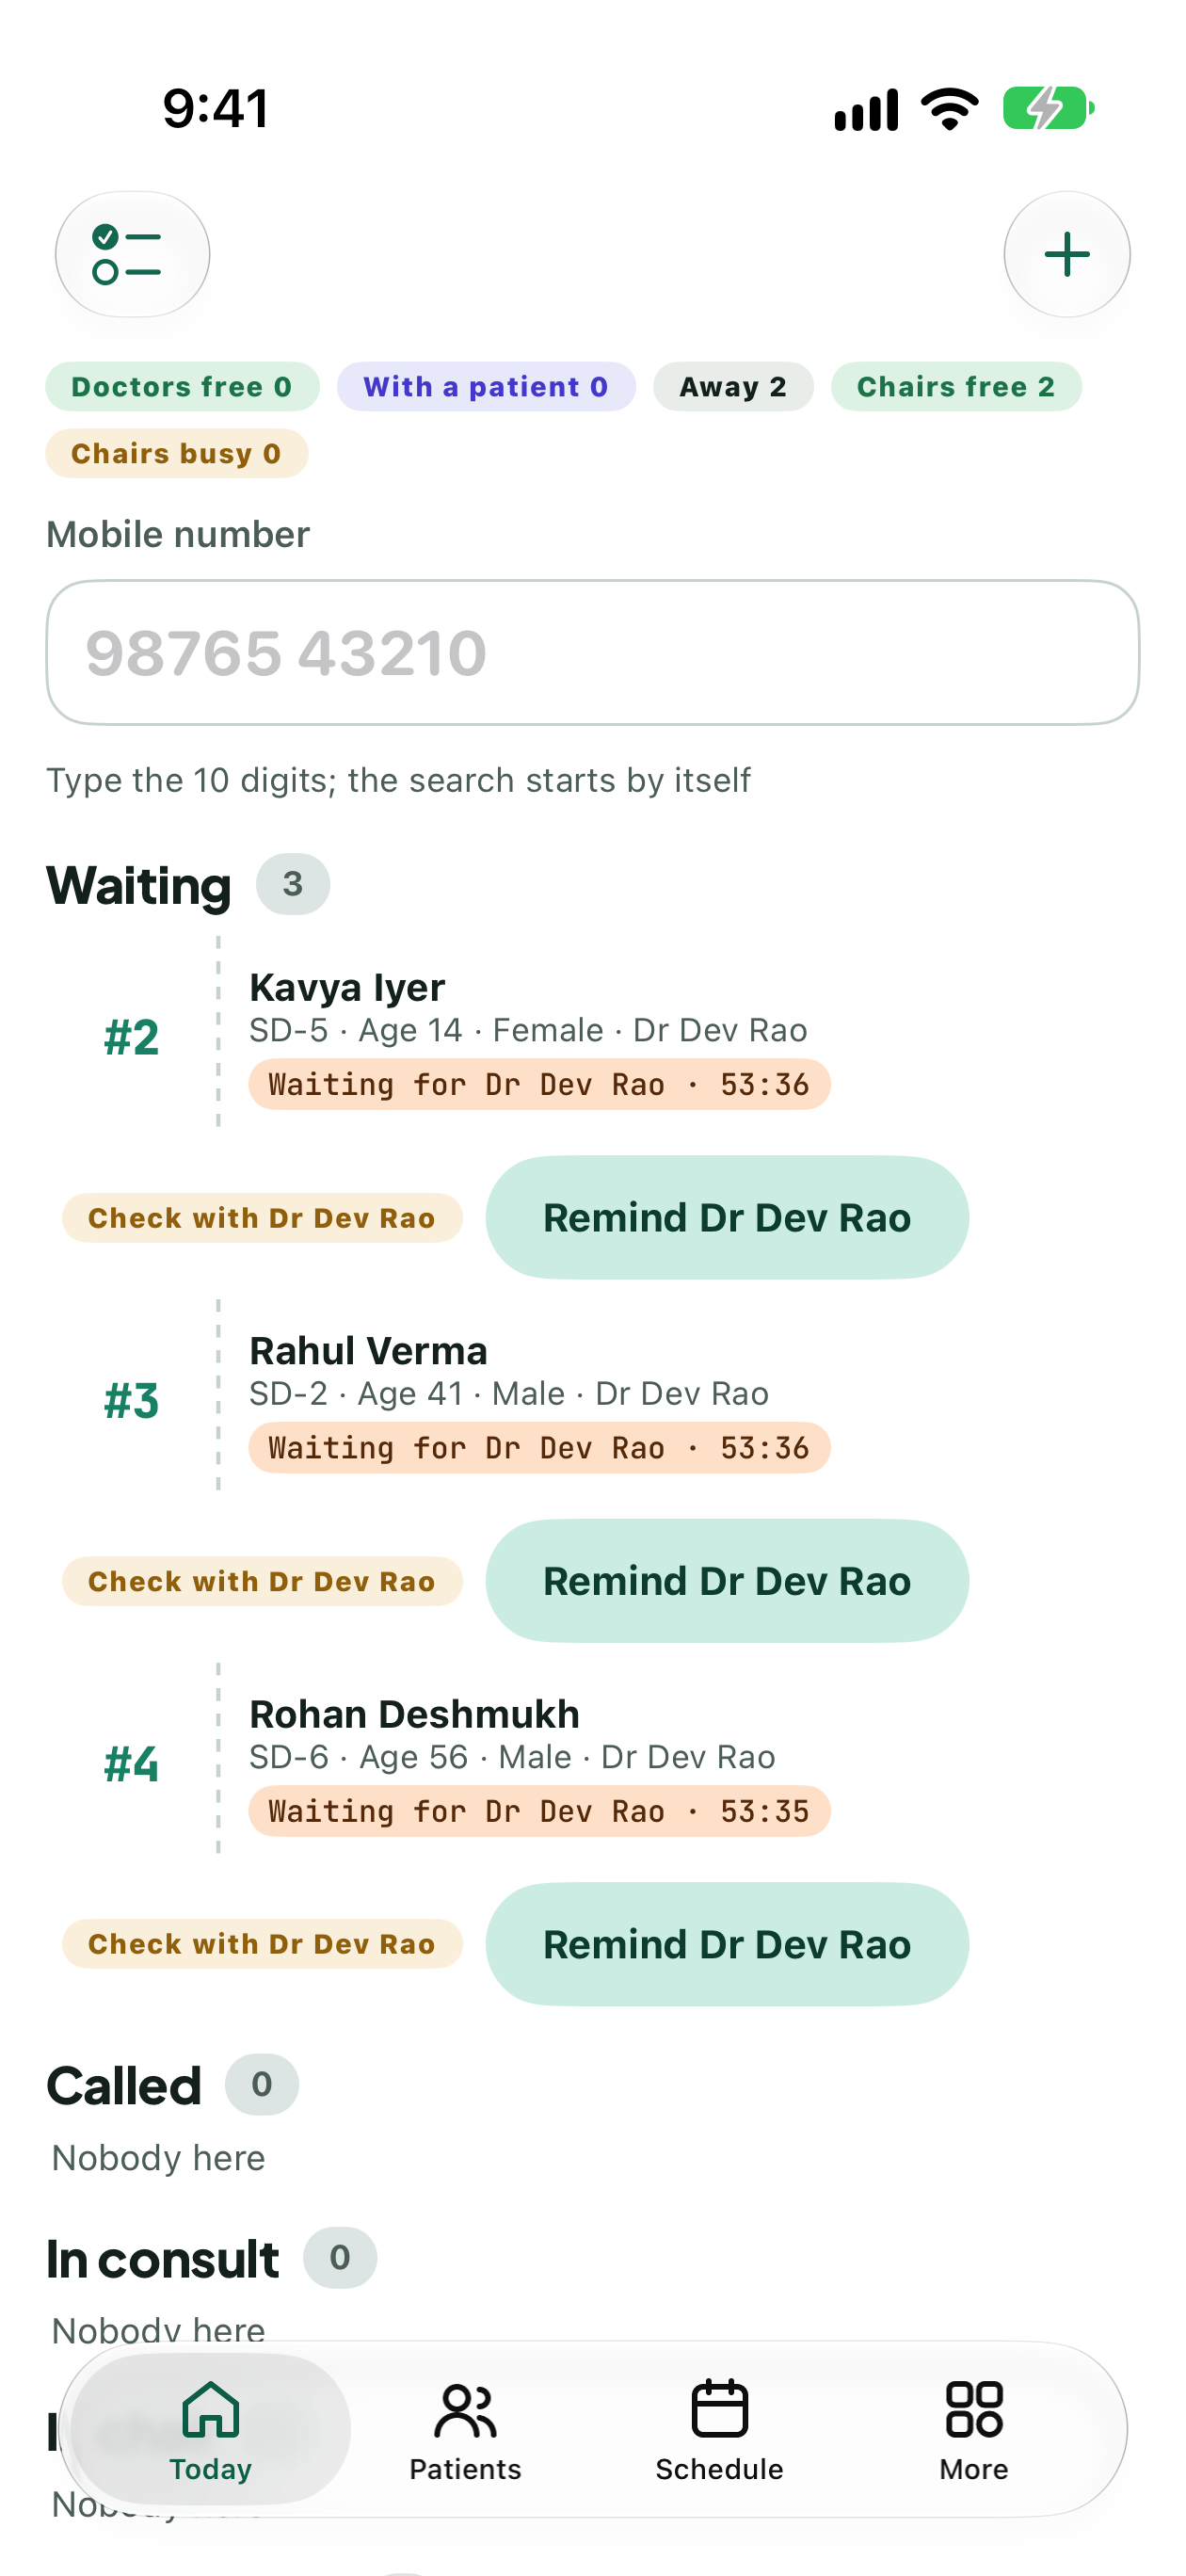 9:41
Doctors free 0
With a patient 0
Away 2
Chairs free 2
Chairs busy 0
Mobile number
98765 43210
Type the 10 digits; the search starts by itself
Waiting 3
#2
Kavya Iyer
SD-5 · Age 14 · Female · Dr Dev Rao
Waiting for Dr Dev Rao · 53:36
Check with Dr Dev Rao
Remind Dr Dev Rao
#3
Rahul Verma
SD-2 · Age 41 · Male · Dr Dev Rao
Waiting for Dr Dev Rao · 53:36
Check with Dr Dev Rao
Remind Dr Dev Rao
#4
Rohan Deshmukh
SD-6 · Age 56 · Male · Dr Dev Rao
Waiting for Dr Dev Rao · 53:35
Check with Dr Dev Rao
Remind Dr Dev Rao
Called 0
Nobody here
In consult 0
Nobody here
Today
Patients
Schedule
More